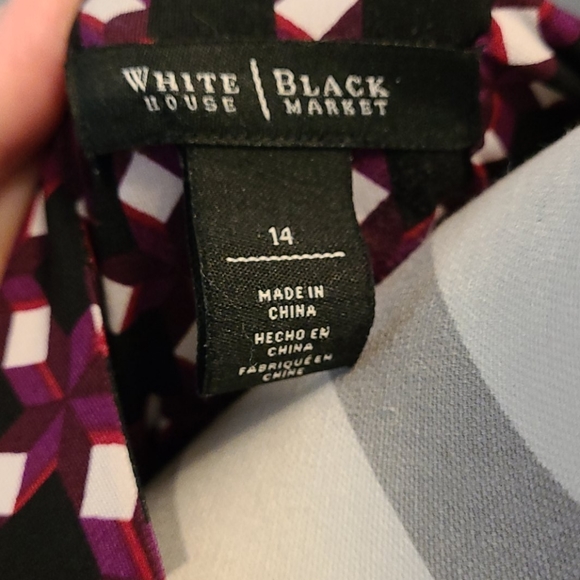 WHITE | BLACK
HOUSE | MARKET
14
MADE IN
CHINA
HECHO EN
CHINA
FABRIQUÉ EN
CHINE